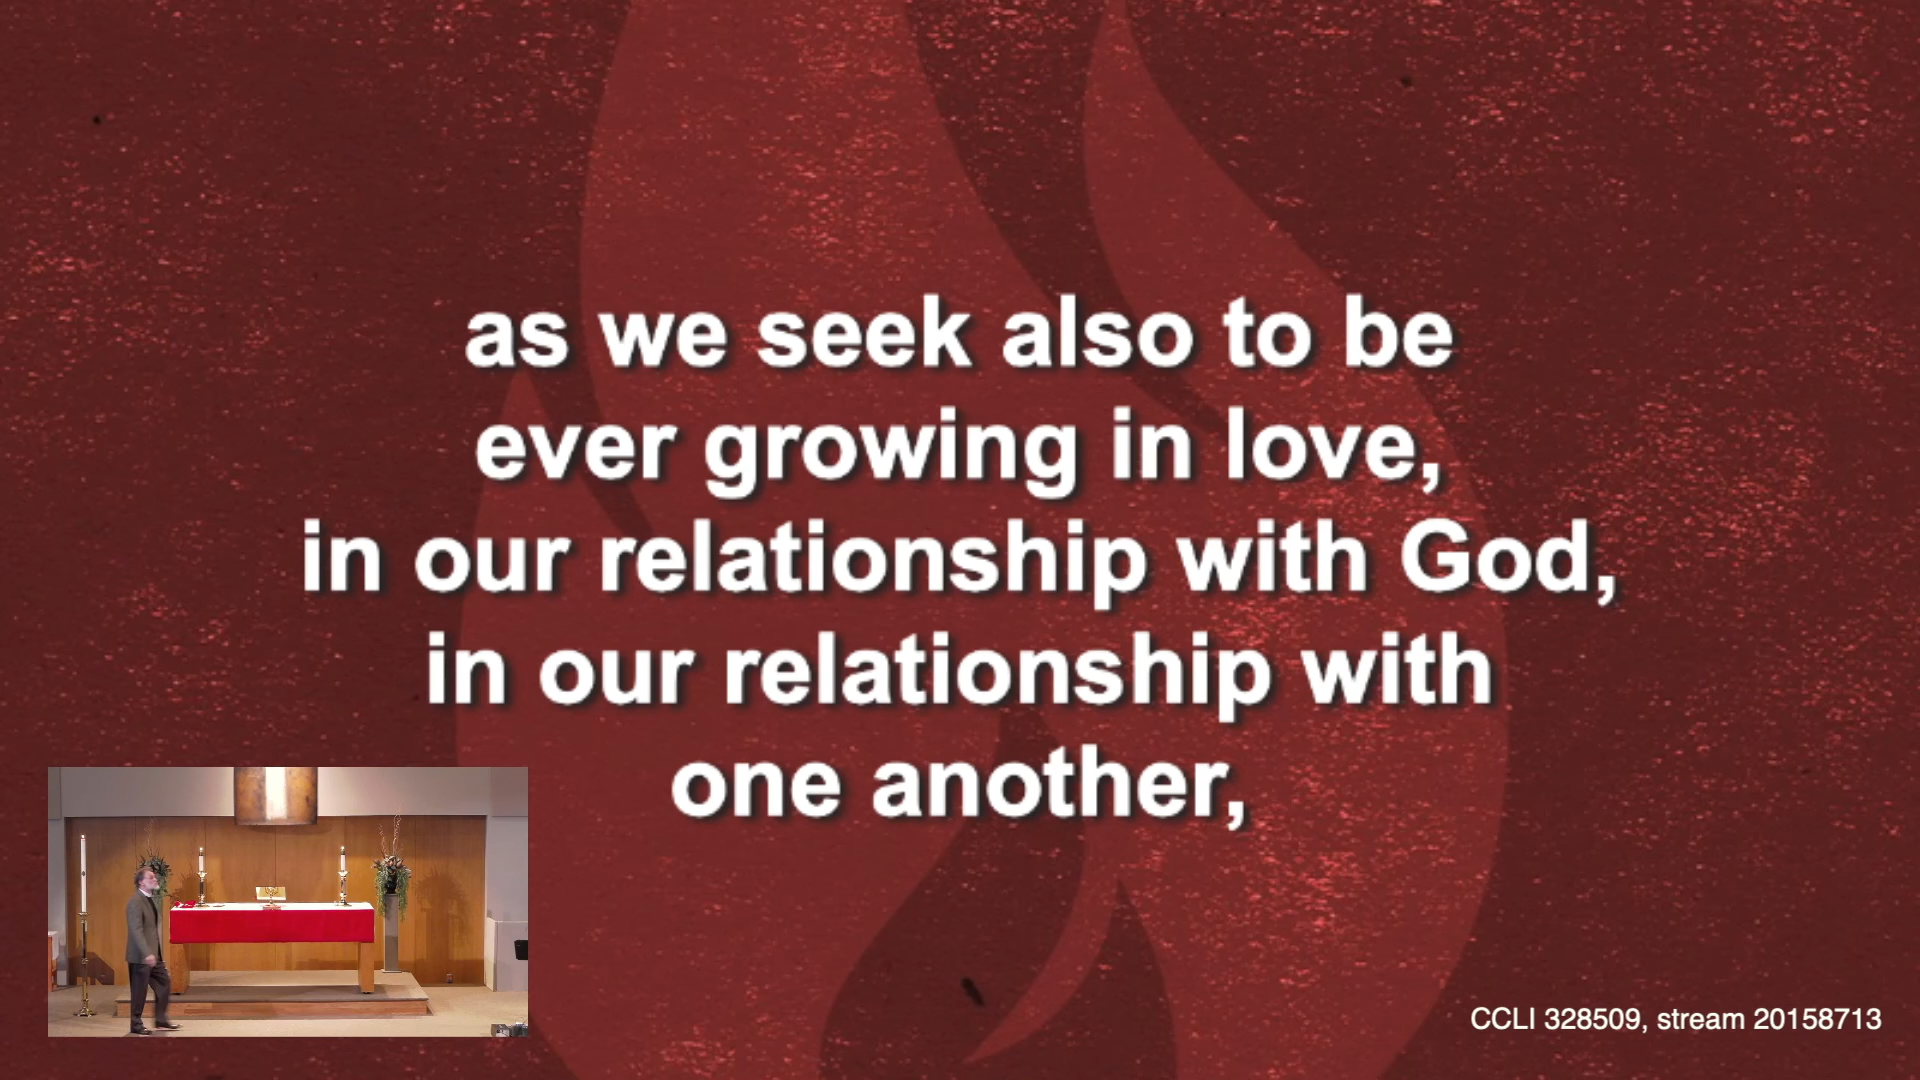 as we seek also to be
ever growing in love,
in our relationship with God,
in our relationship with
one another,
CCLI 328509, stream 20158713